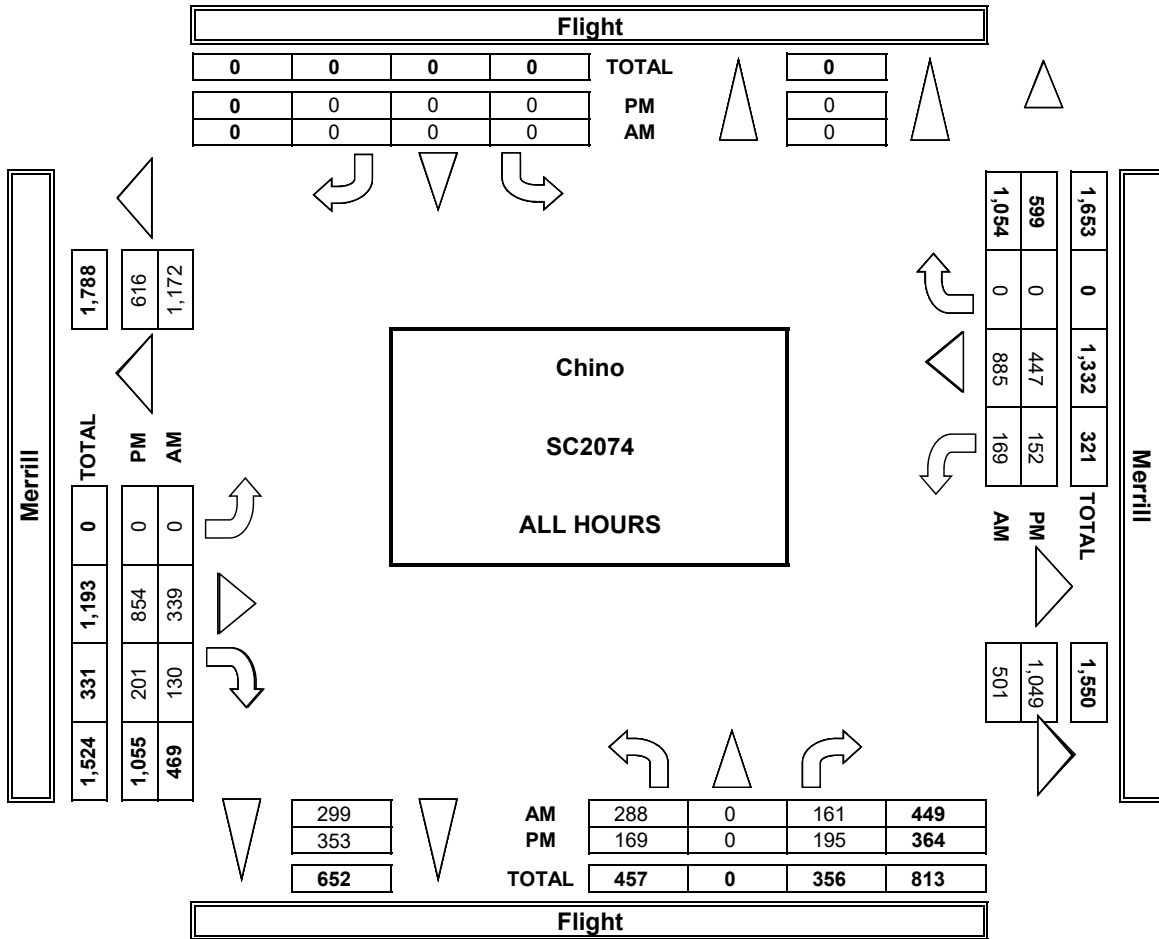 Flight
0 0 0 0 TOTAL 0
0 0 0 0 PM 0
0 0 0 0 AM 0
Merrill
1,788
616
1,172
TOTAL
PM
AM
0 0 0
1,193 854 339
331 201 130
1,524 1,055 469
Chino
SC2074
ALL HOURS
1,054 599 1,653
0 0 0
885 447 1,332
169 152 321
AM PM TOTAL
501 1,049 1,550
Merrill
299 AM 288 0 161 449
353 PM 169 0 195 364
652 TOTAL 457 0 356 813
Flight